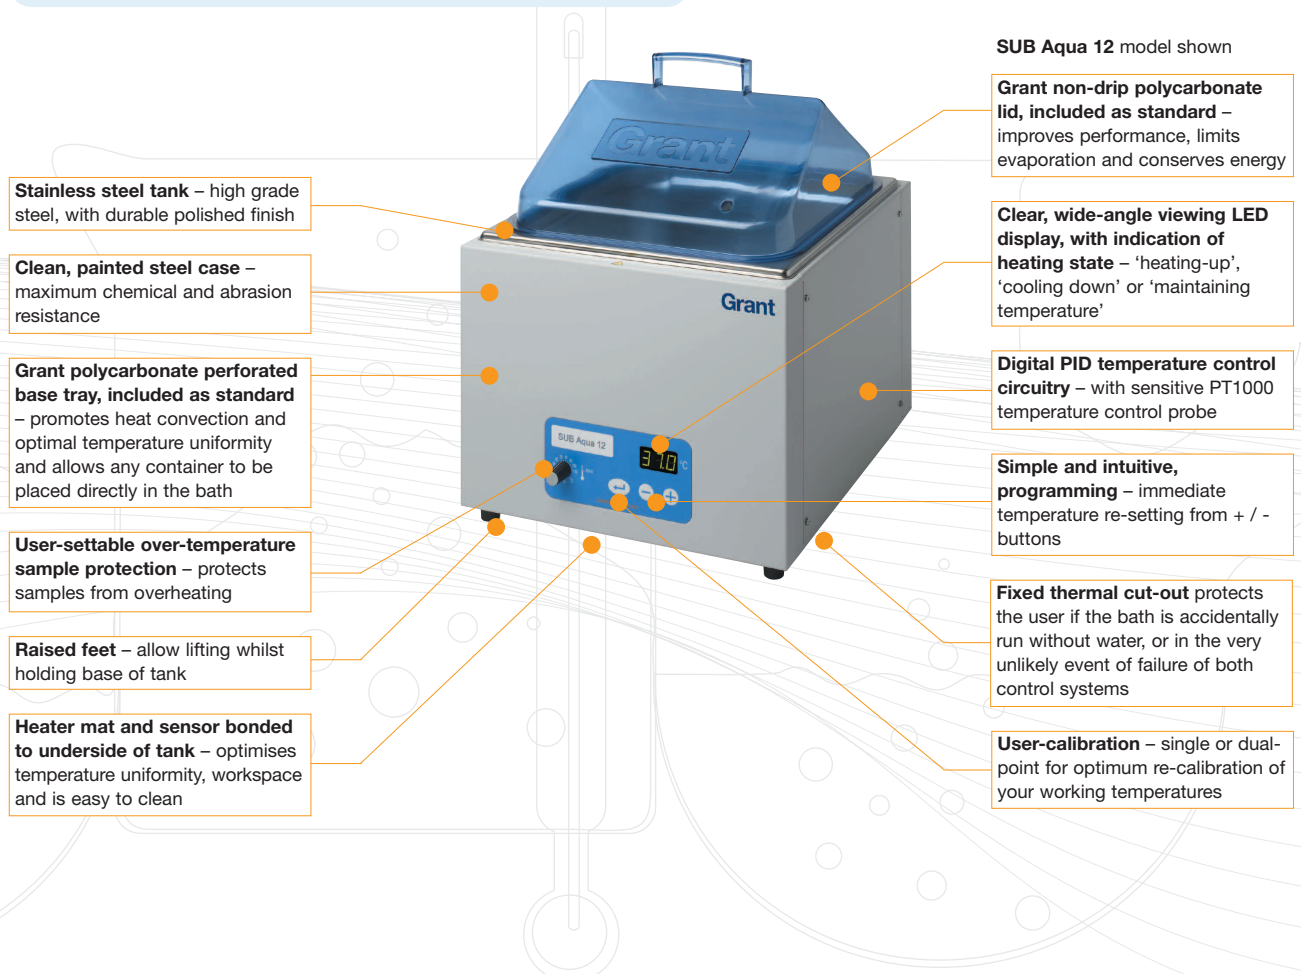 SUB Aqua 12 model shown
Grant non-drip polycarbonate
lid, included as standard –
improves performance, limits
evaporation and conserves energy
Clear, wide-angle viewing LED
display, with indication of
heating state – ‘heating-up’,
‘cooling down’ or ‘maintaining
temperature’
Digital PID temperature control
circuitry – with sensitive PT1000
temperature control probe
Simple and intuitive,
programming – immediate
temperature re-setting from + / -
buttons
Fixed thermal cut-out protects
the user if the bath is accidentally
run without water, or in the very
unlikely event of failure of both
control systems
User-calibration – single or dual-
point for optimum re-calibration of
your working temperatures
Stainless steel tank – high grade
steel, with durable polished finish
Clean, painted steel case –
maximum chemical and abrasion
resistance
Grant polycarbonate perforated
base tray, included as standard
– promotes heat convection and
optimal temperature uniformity
and allows any container to be
placed directly in the bath
User-settable over-temperature
sample protection – protects
samples from overheating
Raised feet – allow lifting whilst
holding base of tank
Heater mat and sensor bonded
to underside of tank – optimises
temperature uniformity, workspace
and is easy to clean
Grant
Grant
SUB Aqua 12
37.0 °C